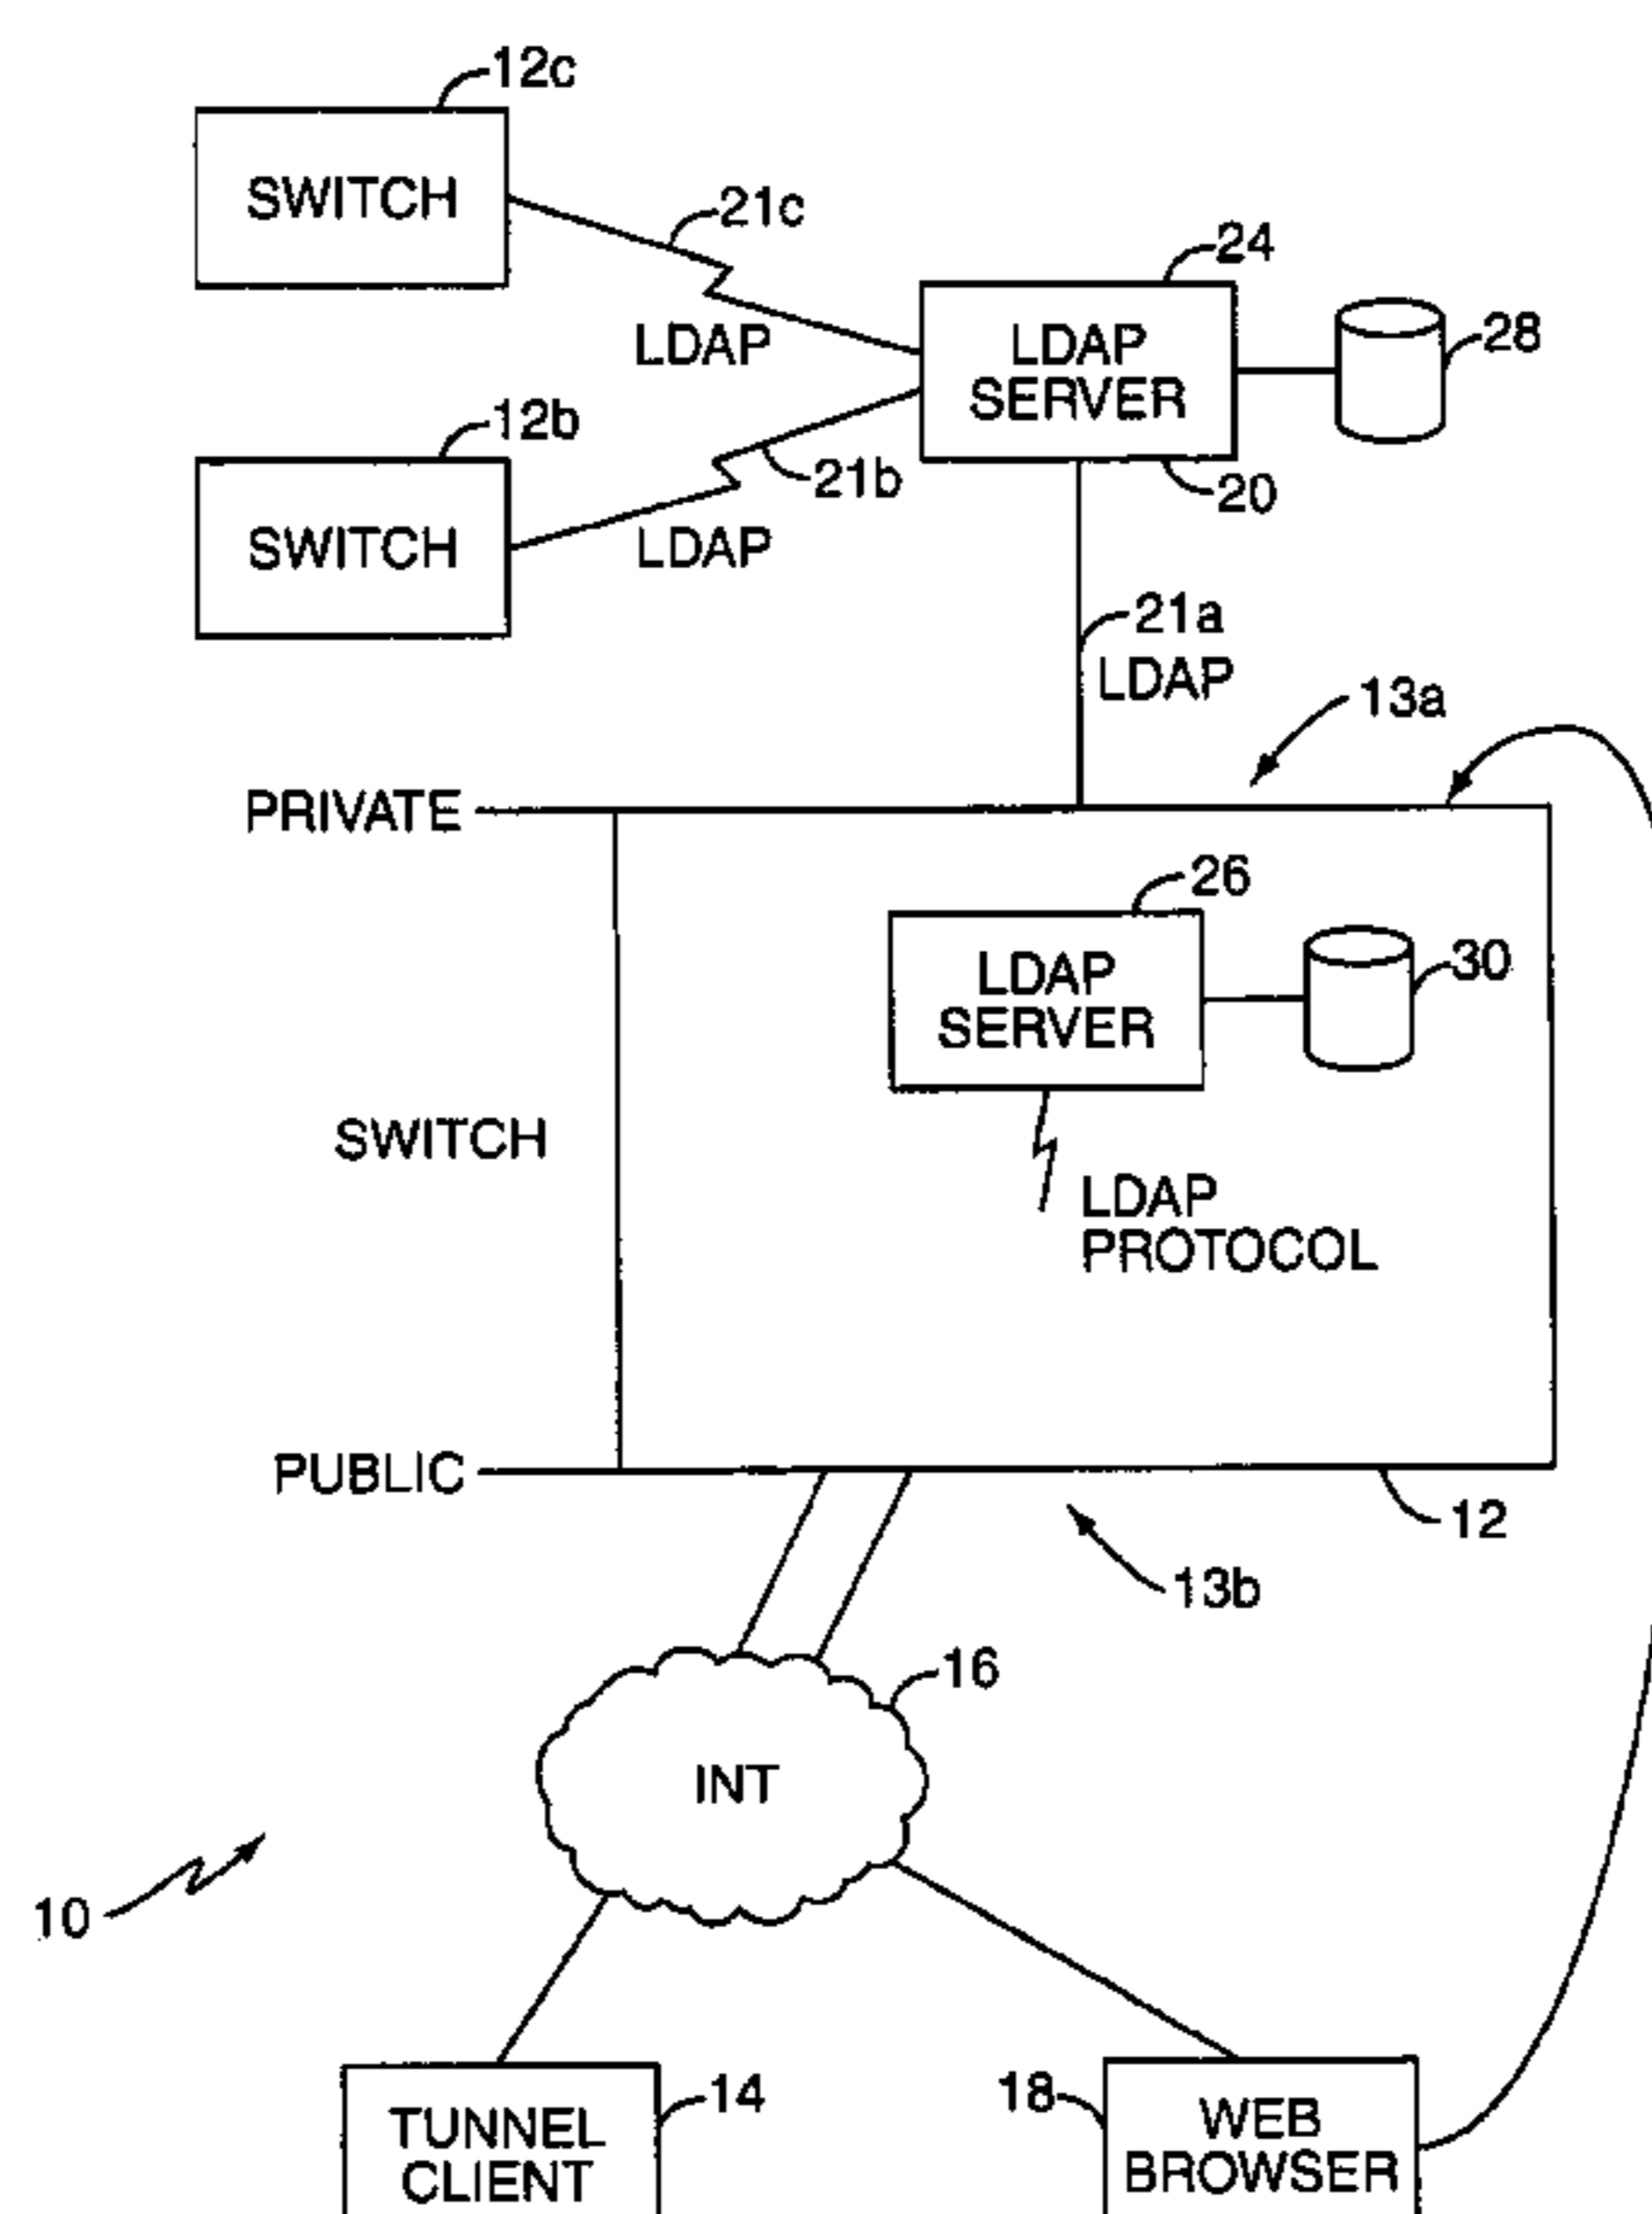 12c
SWITCH
21c
24
LDAP
LDAP
SERVER
28
12b
21b
20
SWITCH
LDAP
21a
LDAP
13a
PRIVATE
26
LDAP
SERVER
30
SWITCH
LDAP
PROTOCOL
PUBLIC
12
13b
16
INT
10
14
18
TUNNEL
CLIENT
WEB
BROWSER